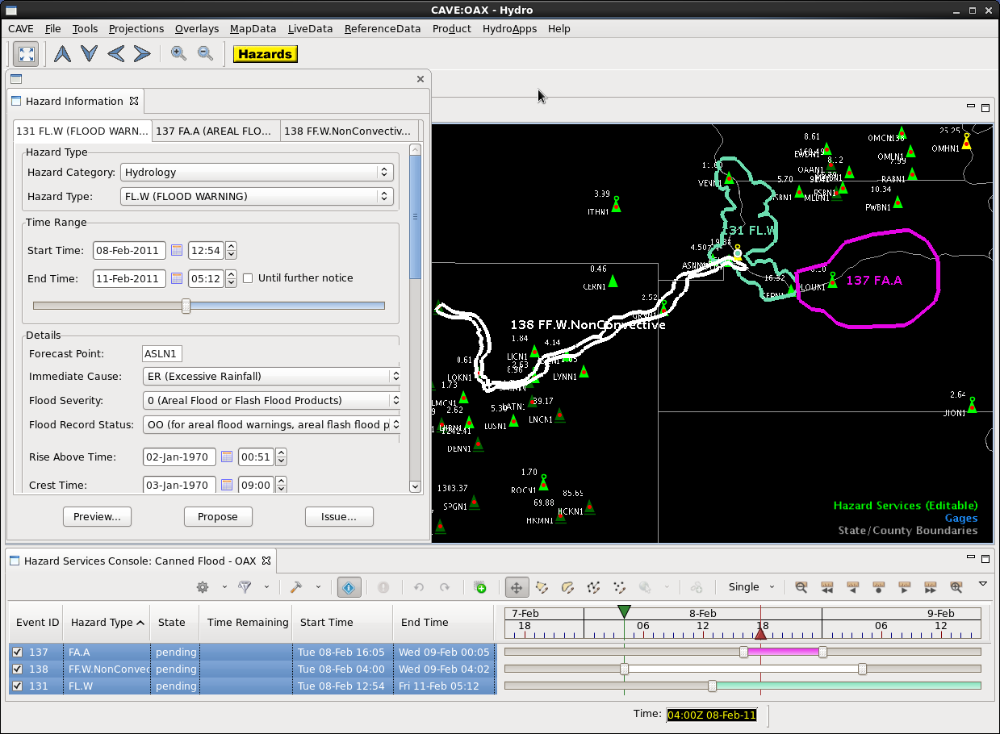 CAVE:OAX - Hydro
CAVE File Tools Projections Overlays MapData LiveData ReferenceData Product HydroApps Help
Hazards
Hazard Information
131 FL.W (FLOOD WARN... 137 FA.A (AREAL FLO... 138 FF.W.NonConvectiv...
Hazard Type
Hazard Category: Hydrology
Hazard Type: FL.W (FLOOD WARNING)
Time Range
Start Time: 08-Feb-2011 12:54
End Time: 11-Feb-2011 05:12 Until further notice
Details
Forecast Point: ASLN1
Immediate Cause: ER (Excessive Rainfall)
Flood Severity: 0 (Areal Flood or Flash Flood Products)
Flood Record Status: OO (for areal flood warnings, areal flash flood p
Rise Above Time: 02-Jan-1970 00:51
Crest Time: 03-Jan-1970 09:00
Preview... Propose Issue...
8.61
25.25
OMHN1
OMLN1
8.12
RABN1
5.70
10.34
PWBN1
VENN1
3.39
ITHN1
131 FL.W
0.46
CERN1
16.32
LOUN1
137 FA.A
2.52
138 FF.W.NonConvective
1.84
4.14
LICN1
0.61
LOKN1
LYNN1
1.73
2.62
39.17
LNCN1
LUSN1
DENN1
2.64
JION1
1.70
ROCN1
1303.37
SPGN1
69.88
HKMN1
85.65
HCKN1
Hazard Services (Editable)
Gages
State/County Boundaries
Hazard Services Console: Canned Flood - OAX
Single
Event ID Hazard Type State Time Remaining Start Time End Time
7-Feb 8-Feb 9-Feb
18 06 12 18 06 12
137 FA.A pending Tue 08-Feb 16:05 Wed 09-Feb 00:05
138 FF.W.NonConvec pending Tue 08-Feb 04:00 Wed 09-Feb 04:02
131 FL.W pending Tue 08-Feb 12:54 Fri 11-Feb 05:12
Time: 04:00Z 08-Feb-11